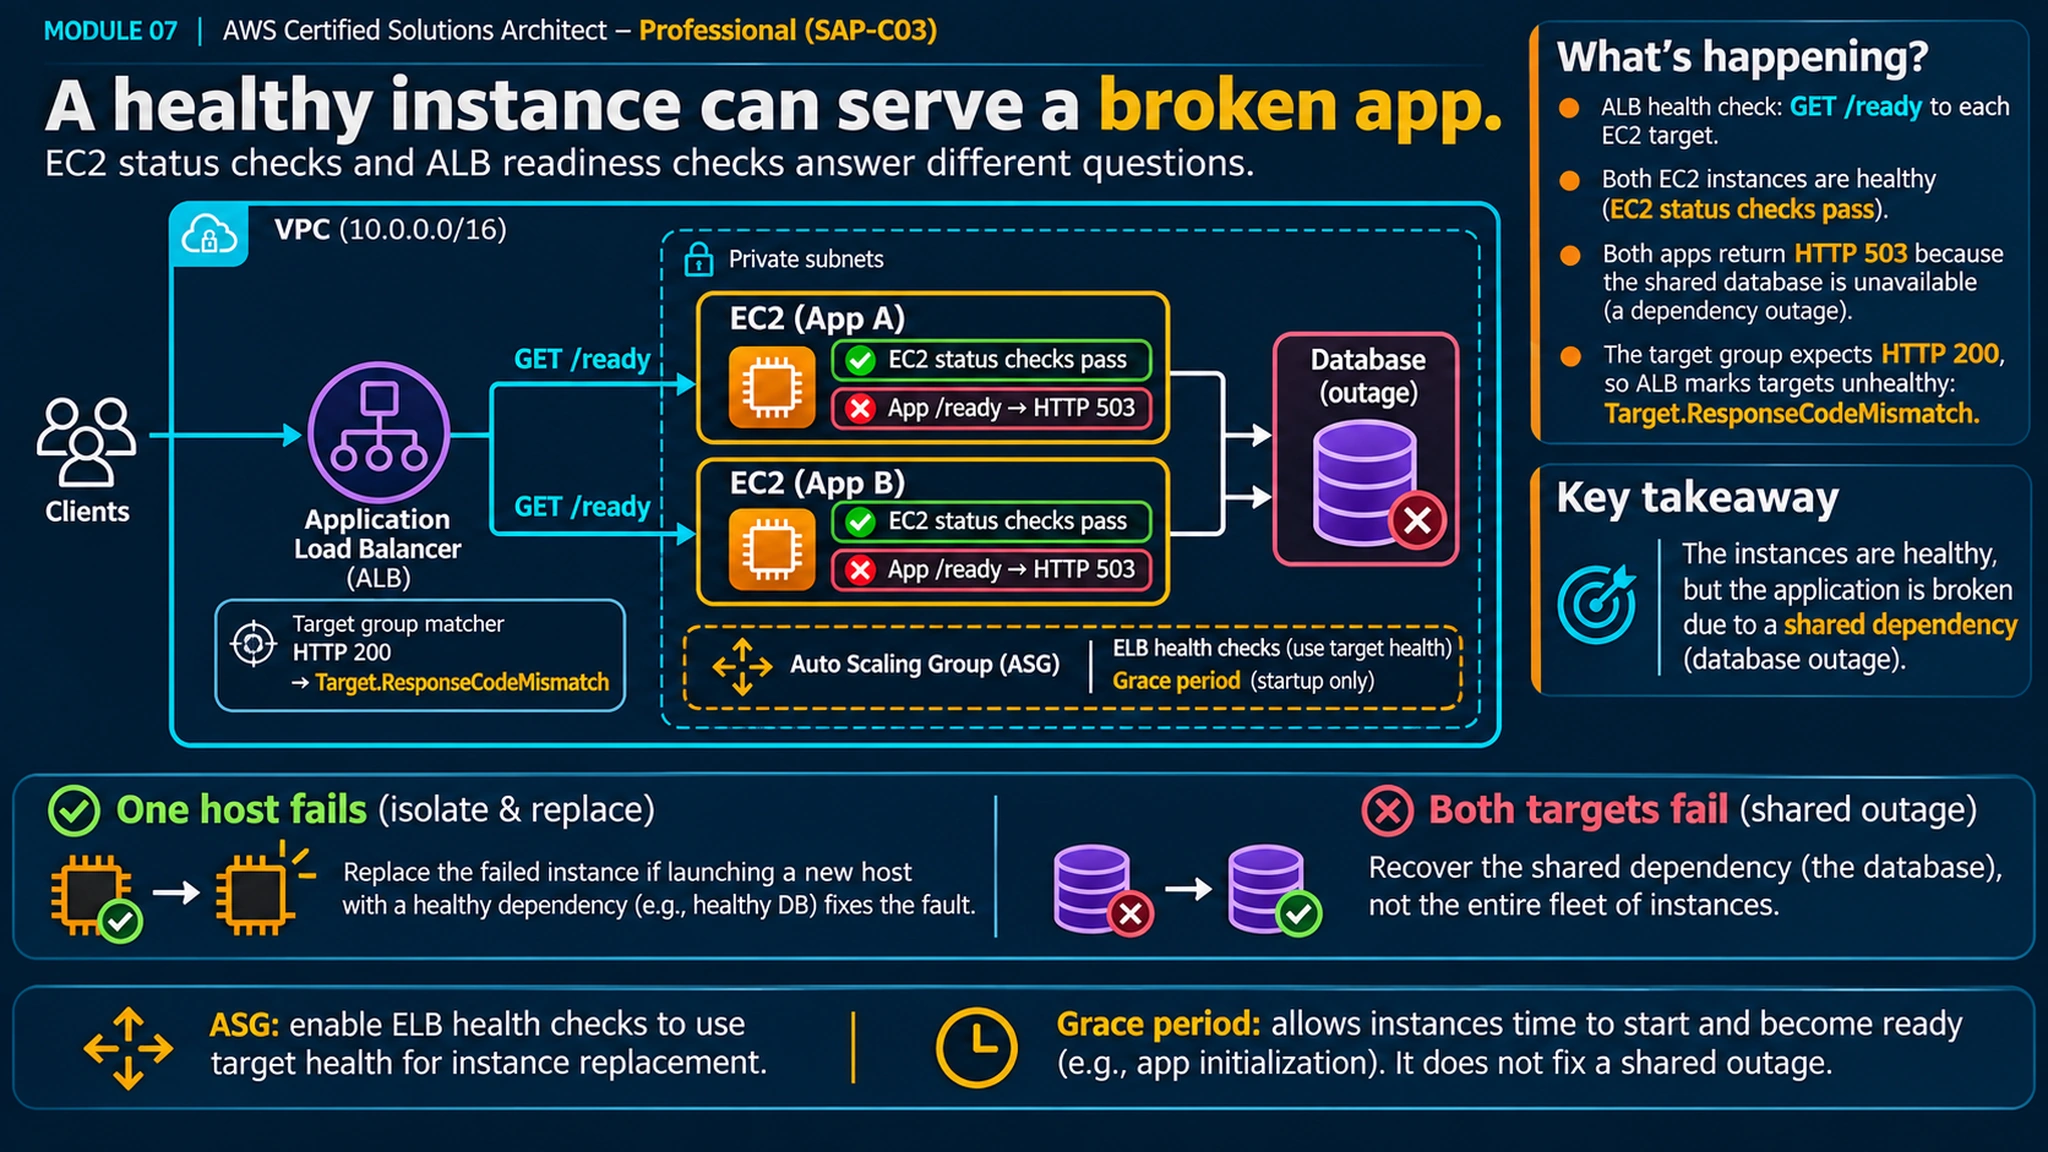 MODULE 07 | AWS Certified Solutions Architect – Professional (SAP-C03)
A healthy instance can serve a broken app.
EC2 status checks and ALB readiness checks answer different questions.
VPC (10.0.0.0/16)
Private subnets
Clients
Application
Load Balancer
(ALB)
GET /ready
GET /ready
Target group matcher
HTTP 200
→ Target.ResponseCodeMismatch
EC2 (App A)
EC2 status checks pass
App /ready → HTTP 503
EC2 (App B)
EC2 status checks pass
App /ready → HTTP 503
Database
(outage)
Auto Scaling Group (ASG)
ELB health checks (use target health)
Grace period (startup only)
What's happening?
ALB health check: GET /ready to each
EC2 target.
Both EC2 instances are healthy
(EC2 status checks pass).
Both apps return HTTP 503 because
the shared database is unavailable
(a dependency outage).
The target group expects HTTP 200,
so ALB marks targets unhealthy:
Target.ResponseCodeMismatch.
Key takeaway
The instances are healthy,
but the application is broken
due to a shared dependency
(database outage).
One host fails (isolate & replace)
Replace the failed instance if launching a new host
with a healthy dependency (e.g., healthy DB) fixes the fault.
Both targets fail (shared outage)
Recover the shared dependency (the database),
not the entire fleet of instances.
ASG: enable ELB health checks to use
target health for instance replacement.
Grace period: allows instances time to start and become ready
(e.g., app initialization). It does not fix a shared outage.